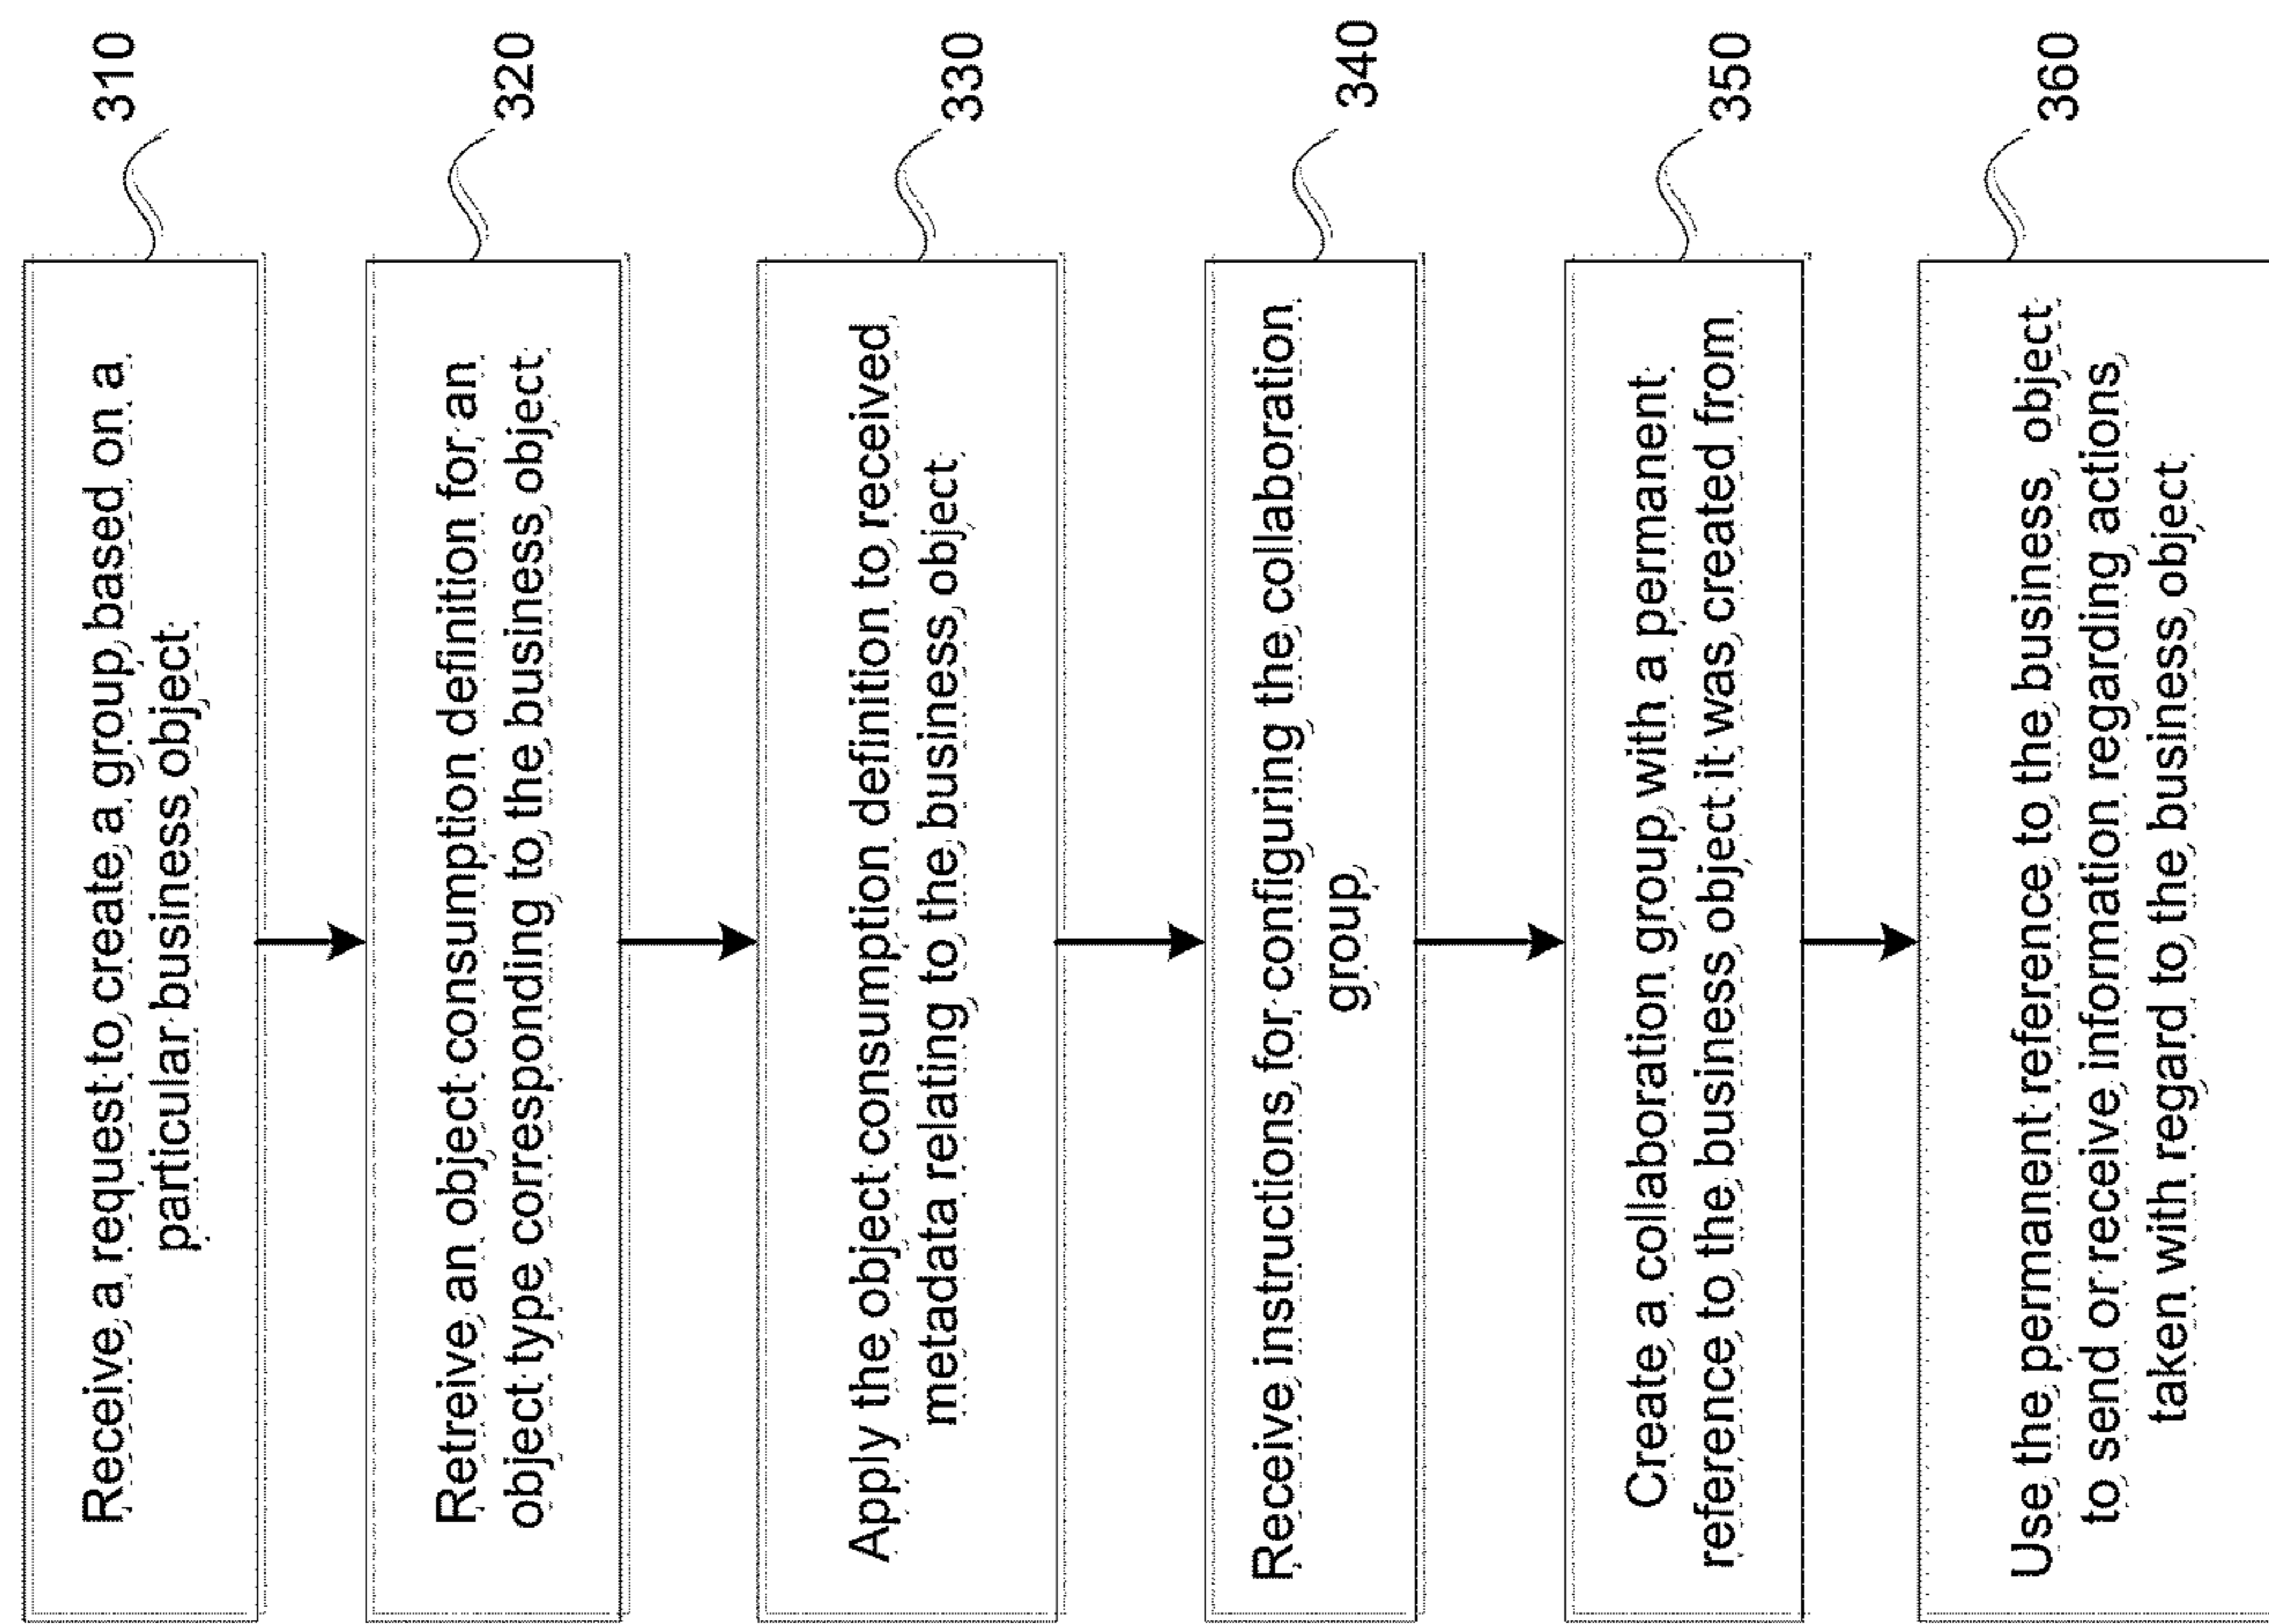 Receive a request to create a group based on a
particular business object
310
Retreive an object consumption definition for an
object type corresponding to the business object
320
Apply the object consumption definition to received
metadata relating to the business object
330
Receive instructions for configuring the collaboration
group
340
Create a collaboration group with a permanent
reference to the business object it was created from
350
Use the permanent reference to the business object
to send or receive information regarding actions
taken with regard to the business object
360